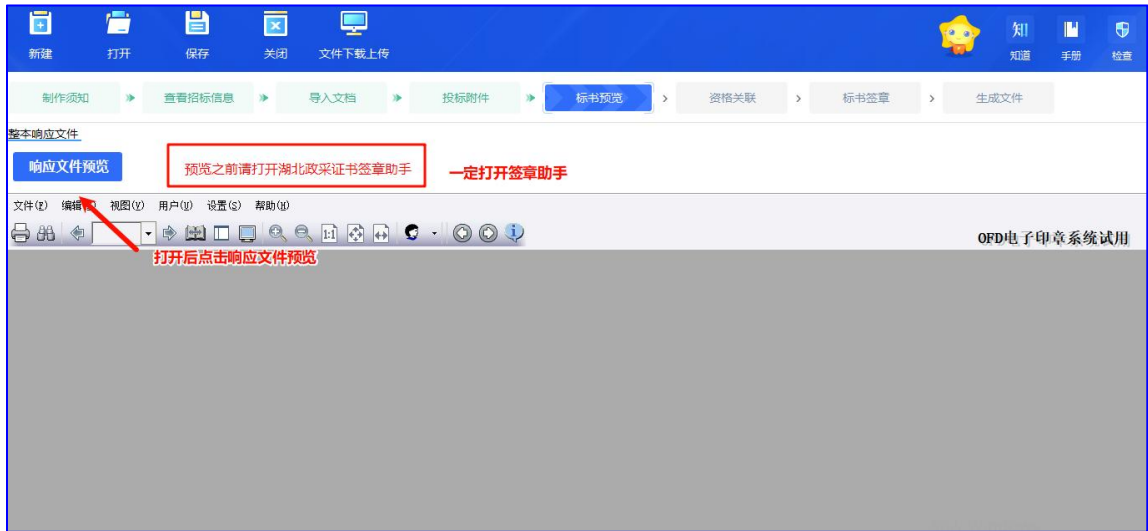 新建 打开 保存 关闭 文件下载上传 知 知道 手册 检查
制作须知 查看招标信息 导入文档 投标附件 标书预览 资格关联 标书签章 生成文件
整本响应文件
响应文件预览 预览之前请打开湖北政采证书签章助手 一定打开签章助手
文件(F) 编辑 视图(V) 用户(U) 设置(S) 帮助(H)
1:1 OFD电子印章系统试用
打开后点击响应文件预览